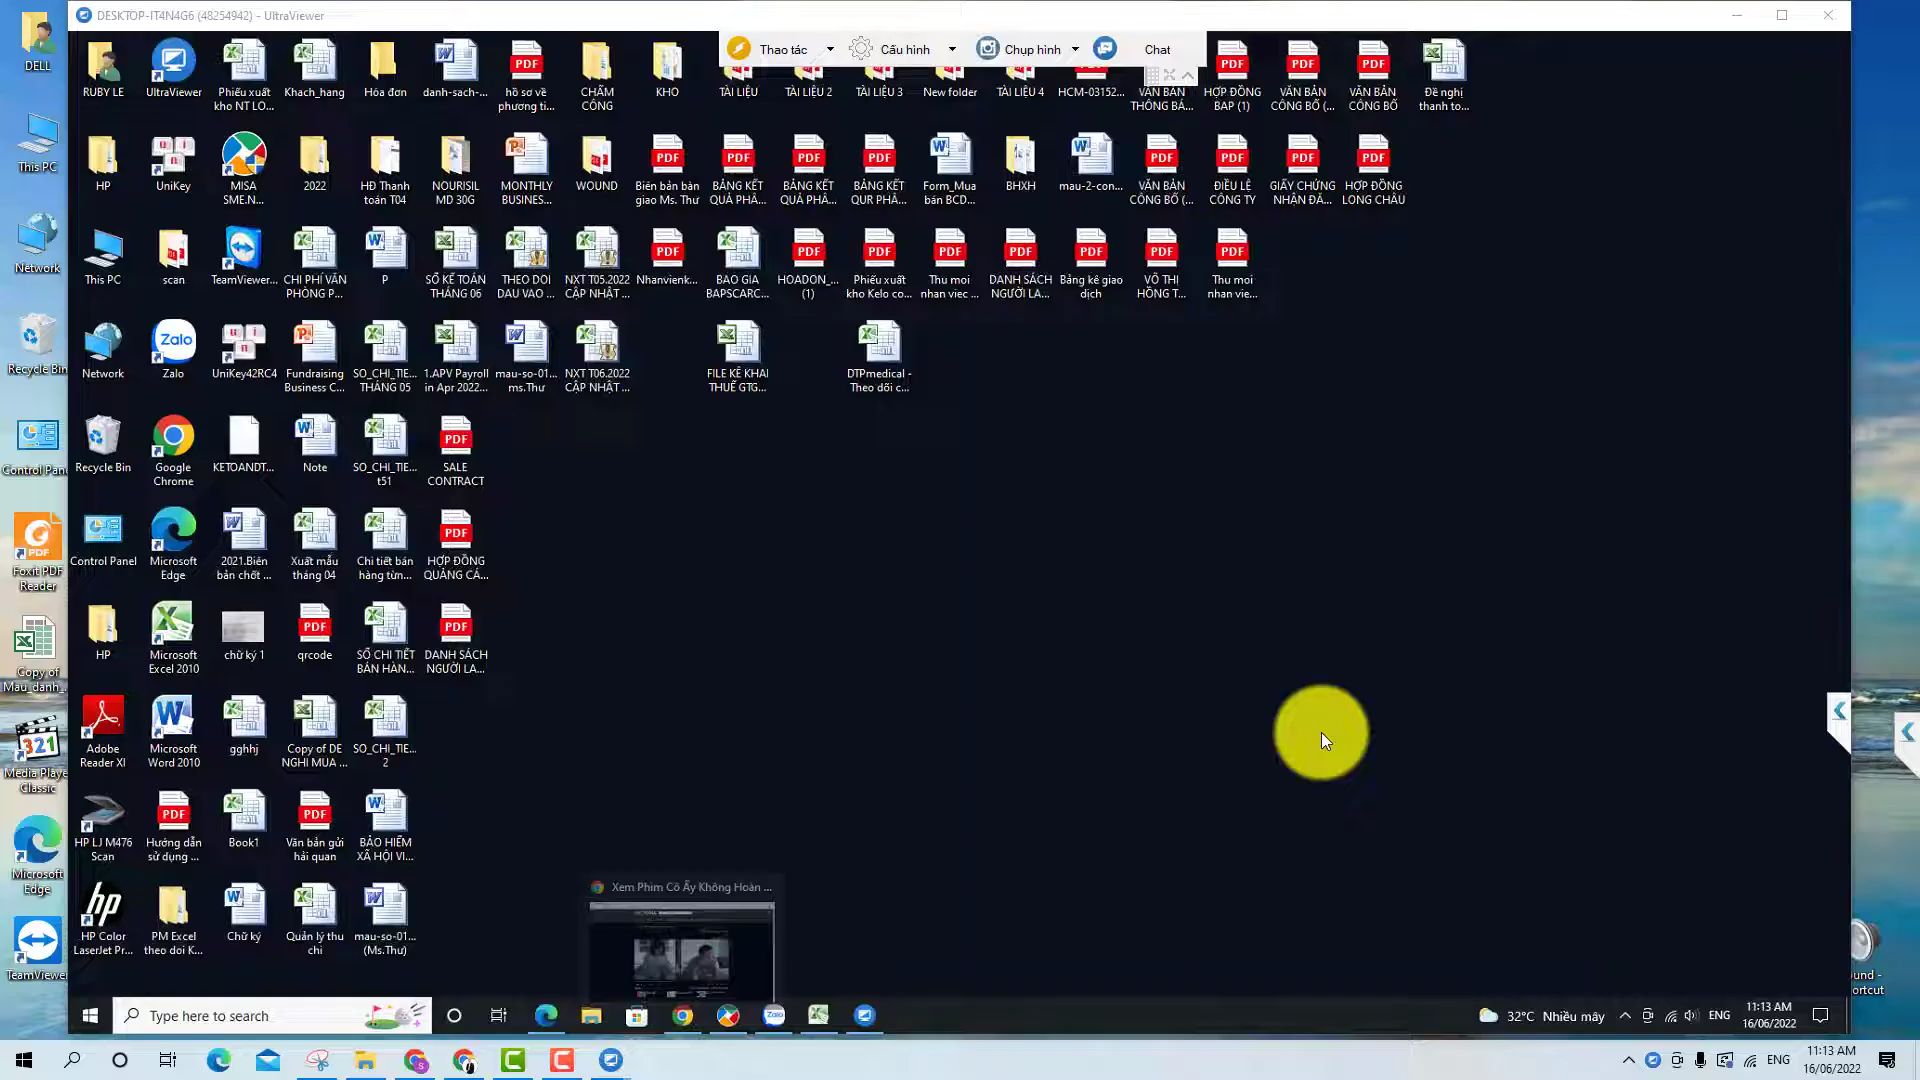 DESKTOP-IT4N4G6 (48254942) - UltraViewer
Thao tác
Cấu hình
Chụp hình
Chat
DELL
This PC
Network
Recycle Bin
Control Pane
Foxit PDF
Reader
Copy of
Mau_danh_...
Media Playe
Classic
Microsoft
Edge
TeamViewer
RUBY LE
UltraViewer
Phiếu xuất
kho NT LO...
Khach_hang
Hóa đơn
danh-sach-...
hồ sơ về
phương ti...
CHẤM
CÔNG
KHO
TÀI LIỆU
TÀI LIỆU 2
TÀI LIỆU 3
New folder
TÀI LIỆU 4
HCM-03152...
VĂN BẢN
THÔNG BÁ...
HỢP ĐỒNG
BAP (1)
VĂN BẢN
CÔNG BỐ (...
VĂN BẢN
CÔNG BỐ
Đề nghị
thanh to...
HP
UniKey
MISA
SME.N...
2022
HĐ Thanh
toán T04
NOURISIL
MD 30G
MONTHLY
BUSINES...
WOUND
Biên bản bàn
giao Ms. Thư
BẢNG KẾT
QUẢ PHÂ...
BẢNG KẾT
QUẢ PHÂ...
BẢNG KẾT
QUR PHÂ...
Form_Mua
bán BCD...
BHXH
mau-2-con...
VĂN BẢN
CÔNG BỐ (...
ĐIỀU LỆ
CÔNG TY
GIẤY CHỨNG
NHẬN ĐĂ...
HỢP ĐỒNG
LONG CHÂU
This PC
scan
TeamViewer...
CHI PHÍ VĂN
PHÒNG P...
P
SỔ KẾ TOÁN
THÁNG 06
THEO DOI
DAU VAO ...
NXT T05.2022
CẬP NHẬT ...
Nhanvienk...
BAO GIA
BAPSCARC...
HOADON_...
(1)
Phiếu xuất
kho Kelo co...
Thu moi
nhan viec ...
DANH SÁCH
NGƯỜI LA...
Bảng kê giao
dịch
VÕ THỊ
HỒNG T...
Thu moi
nhan vie...
Network
Zalo
UniKey42RC4
Fundraising
Business C...
SO_CHI_TIE...
THÁNG 05
1.APV Payroll
in Apr 2022...
mau-so-01...
ms.Thư
NXT T06.2022
CẬP NHẬT ...
FILE KÊ KHAI
THUẾ GTG...
DTPmedical -
Theo dõi c...
Recycle Bin
Google
Chrome
KETOANDT...
Note
SO_CHI_TIE...
t51
SALE
CONTRACT
Control Panel
Microsoft
Edge
2021.Biên
bản chốt ...
Xuất mẫu
tháng 04
Chi tiết bán
hàng từn...
HỢP ĐỒNG
QUẢNG CÁ...
HP
Microsoft
Excel 2010
chữ ký 1
qrcode
SỔ CHI TIẾT
BÁN HÀN...
DANH SÁCH
NGƯỜI LA...
Adobe
Reader XI
Microsoft
Word 2010
gghhj
Copy of DE
NGHI MUA ...
SO_CHI_TIE...
2
HP LJ M476
Scan
Hướng dẫn
sử dụng ...
Book1
Văn bản gửi
hải quan
BẢO HIỂM
XÃ HỘI VI...
HP Color
LaserJet Pr...
PM Excel
theo doi K...
Chữ ký
Quản lý thu
chi
mau-so-01...
(Ms.Thư)
Xem Phim Cô Ấy Không Hoàn ...
Type here to search
32°C Nhiều mây
ENG
11:13 AM
16/06/2022
ound -
ortcut
ENG
11:13 AM
16/06/2022